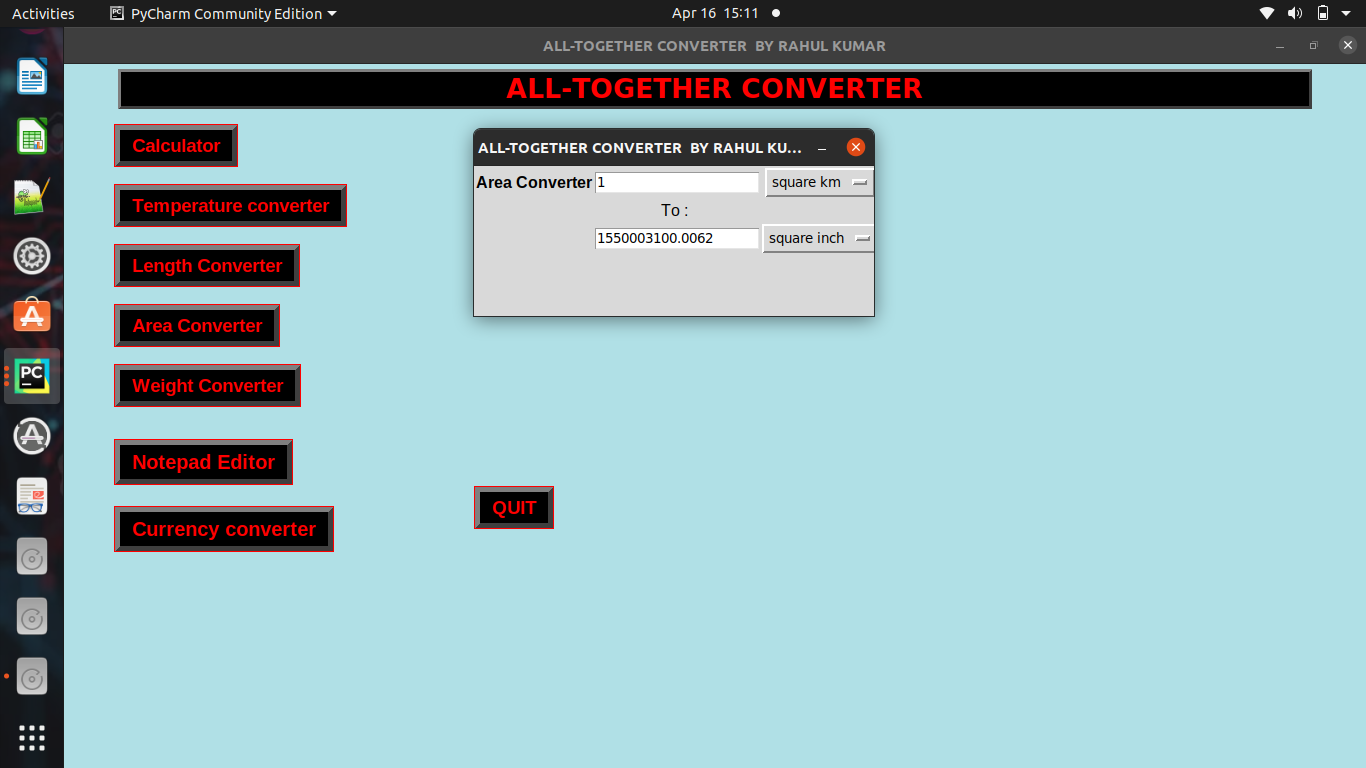 Activities PyCharm Community Edition Apr 16 15:11
ALL-TOGETHER CONVERTER BY RAHUL KUMAR
ALL-TOGETHER CONVERTER
Calculator
Temperature converter
Length Converter
Area Converter
Weight Converter
Notepad Editor
Currency converter
ALL-TOGETHER CONVERTER BY RAHUL KU...
Area Converter 1 square km
To :
1550003100.0062 square inch
QUIT
PC